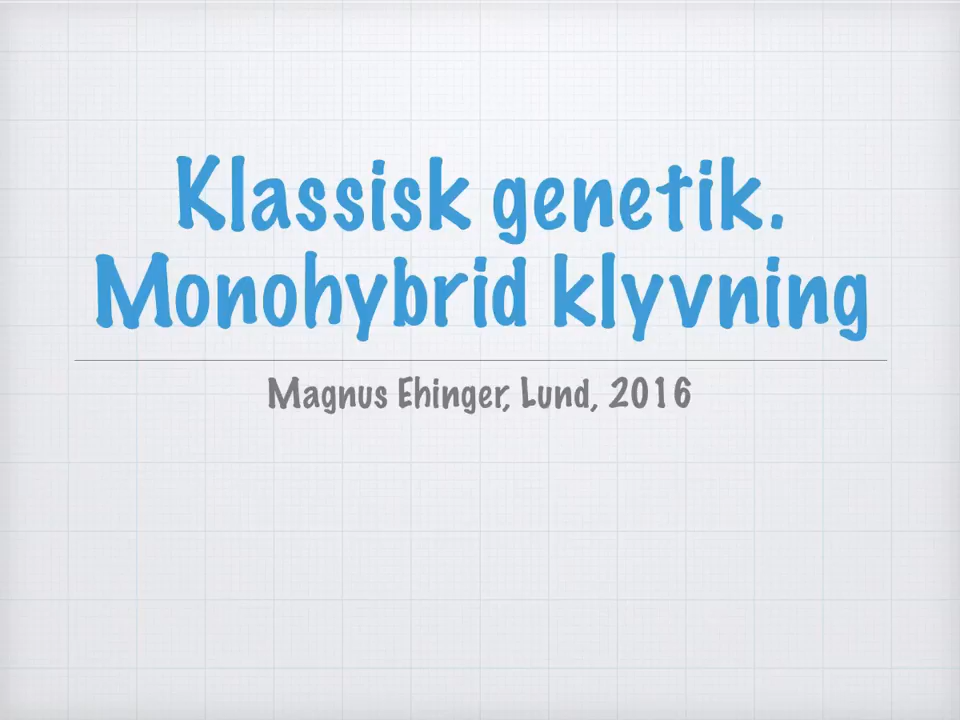 Klassisk genetik.
Monohybrid klyvning
Magnus Ehinger, Lund, 2016